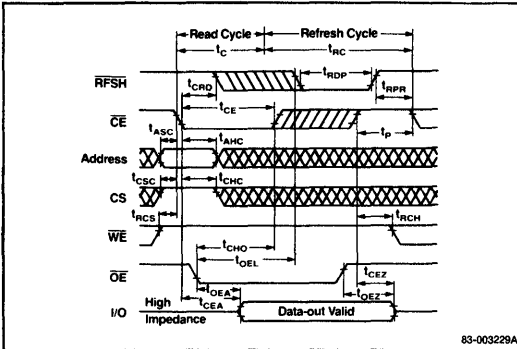 Read Cycle Refresh Cycle
tC tRC
RFSH tRDP
tCRD tRPR
tCE
CE
tASC tAHC tP
Address
tCSC tCHC
CS
tRCS tRCH
WE
tCHO
tOEL
OE tCEZ
tOEA tOEZ
tCEA
I/O High Impedance Data-out Valid
83-003229A